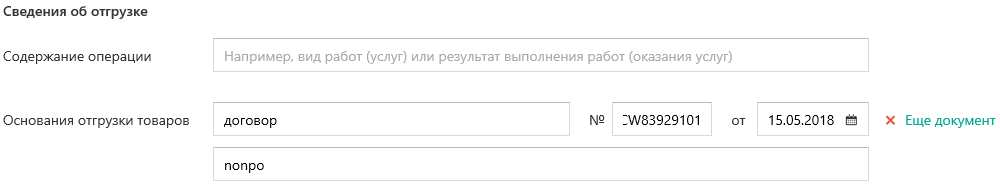 Сведения об отгрузке
Содержание операции Например, вид работ (услуг) или результат выполнения работ (оказания услуг)
Основания отгрузки товаров договор № CW83929101 от 15.05.2018 × Еще документ
nonpo